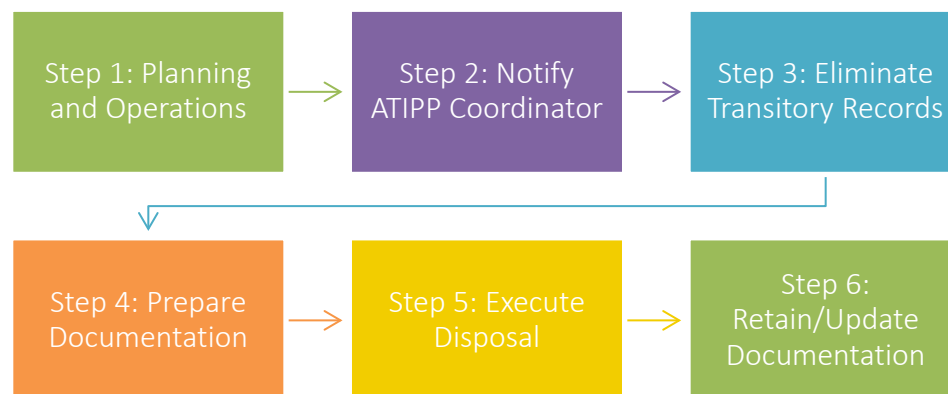 Step 1: Planning
and Operations
Step 2: Notify
ATIPP Coordinator
Step 3: Eliminate
Transitory Records
Step 4: Prepare
Documentation
Step 5: Execute
Disposal
Step 6:
Retain/Update
Documentation